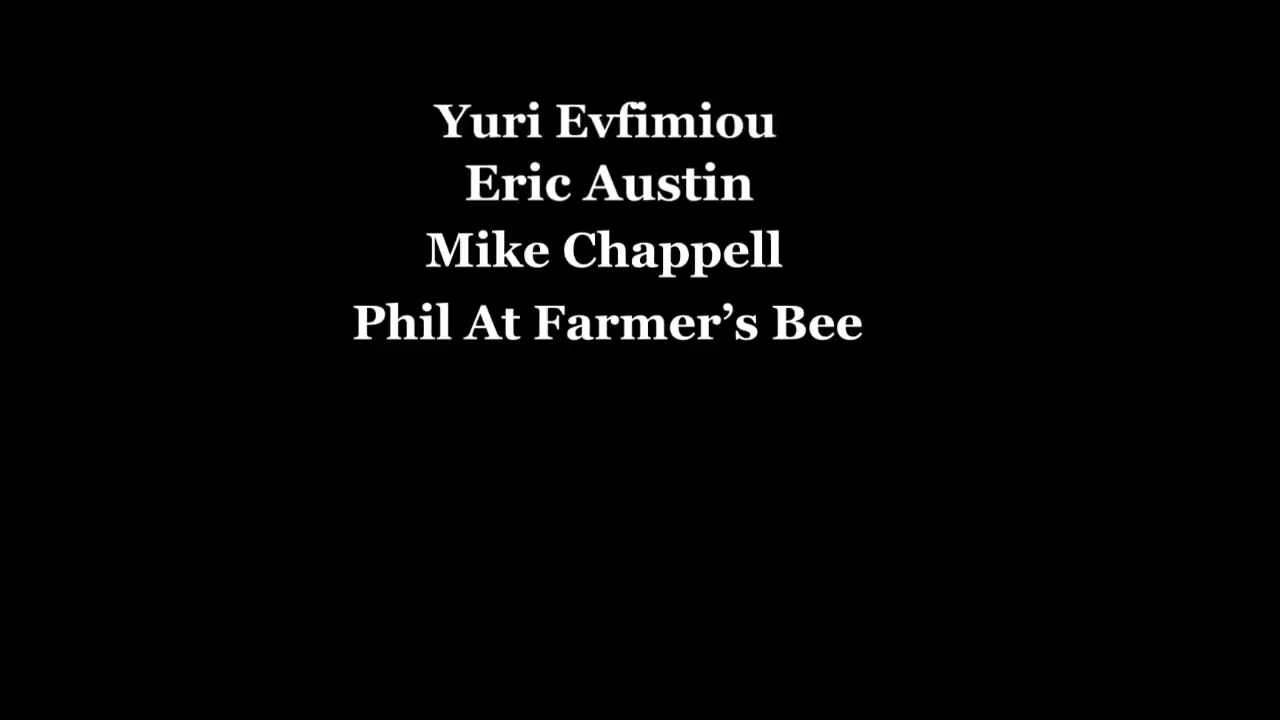 Yuri Evfimiou
Eric Austin
Mike Chappell
Phil At Farmer’s Bee